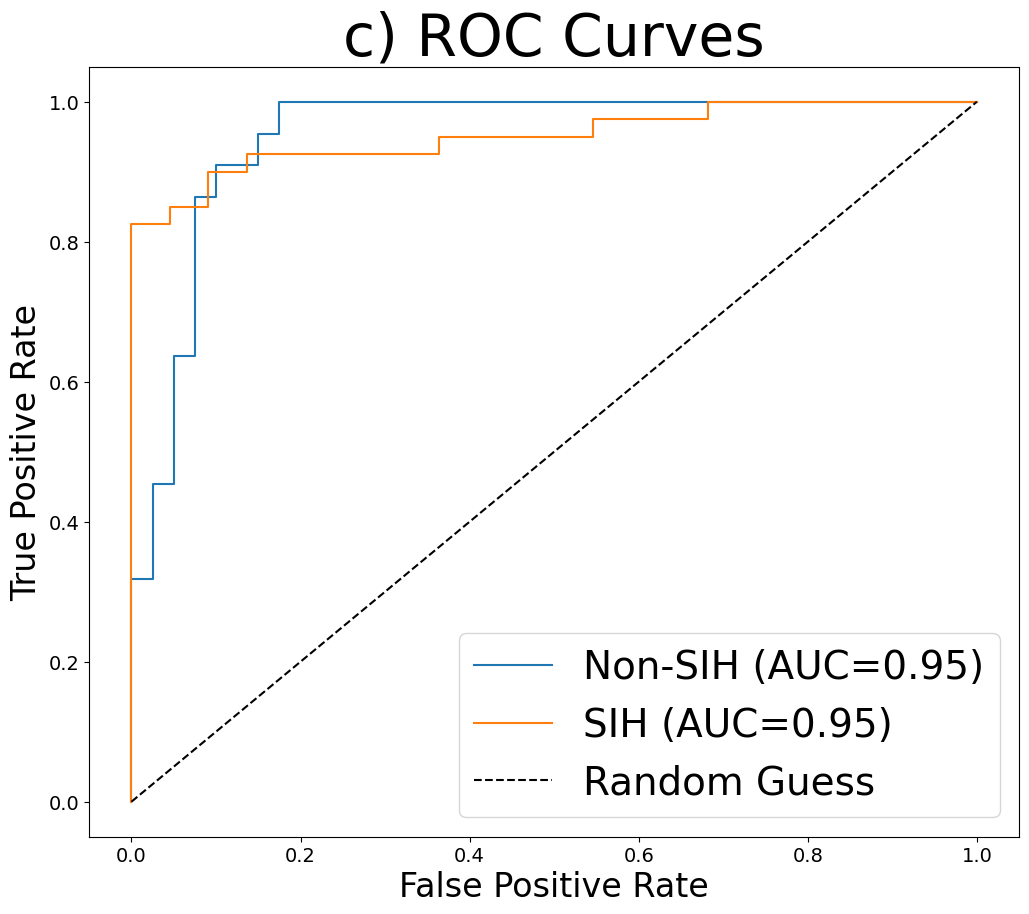 c) ROC Curves
True Positive Rate
1.0
0.8
0.6
0.4
0.2
0.0
Non-SIH (AUC=0.95)
SIH (AUC=0.95)
Random Guess
0.0 0.2 0.4 0.6 0.8 1.0
False Positive Rate